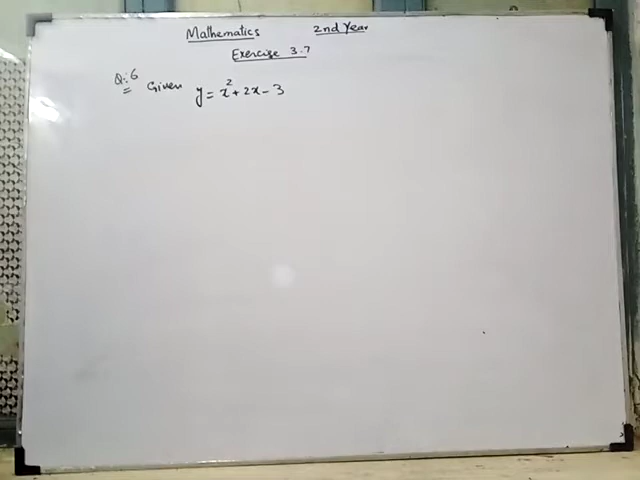 Mathematics 2nd Year
Exercise 3.7
Q:6 Given y = x² + 2x - 3